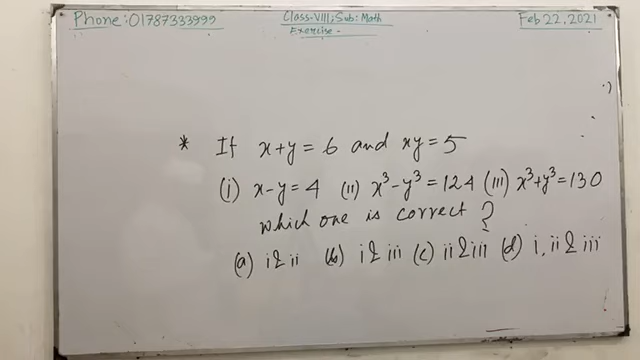 Phone:01787333999 Class-VIII; Sub: Math Feb 22, 2021
Exercise-
* If x+y=6 and xy=5
(i) x-y=4 (ii) x³-y³=124 (iii) x³+y³=130
which one is correct?
(a) i & ii (b) i & iii (c) ii & iii (d) i, ii & iii